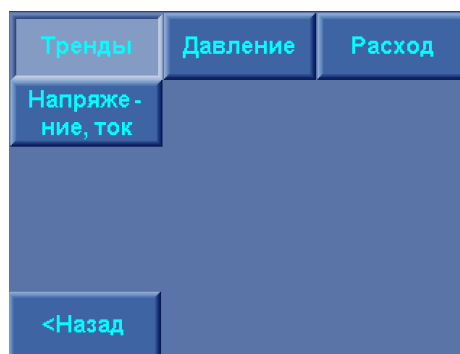 Тренды
Давление
Расход
Напряже-
ние, ток
<Назад